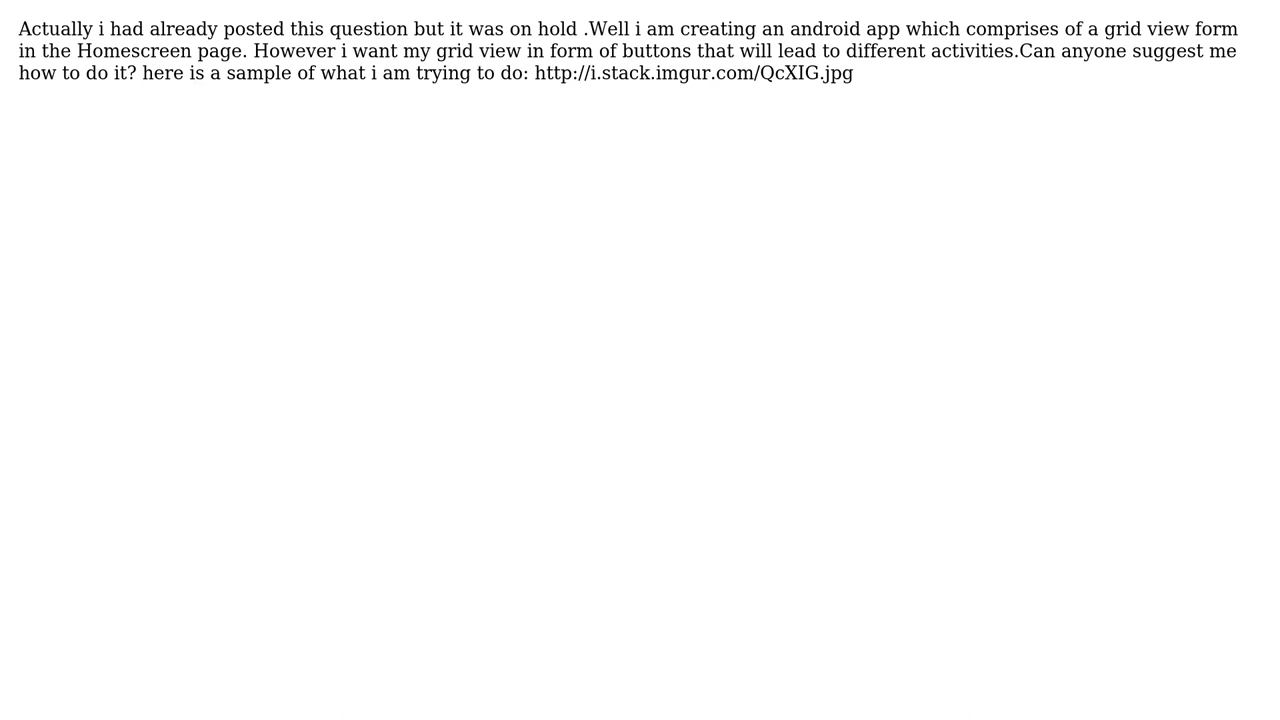 Actually i had already posted this question but it was on hold .Well i am creating an android app which comprises of a grid view form
in the Homescreen page. However i want my grid view in form of buttons that will lead to different activities.Can anyone suggest me
how to do it? here is a sample of what i am trying to do: http://i.stack.imgur.com/QcXIG.jpg